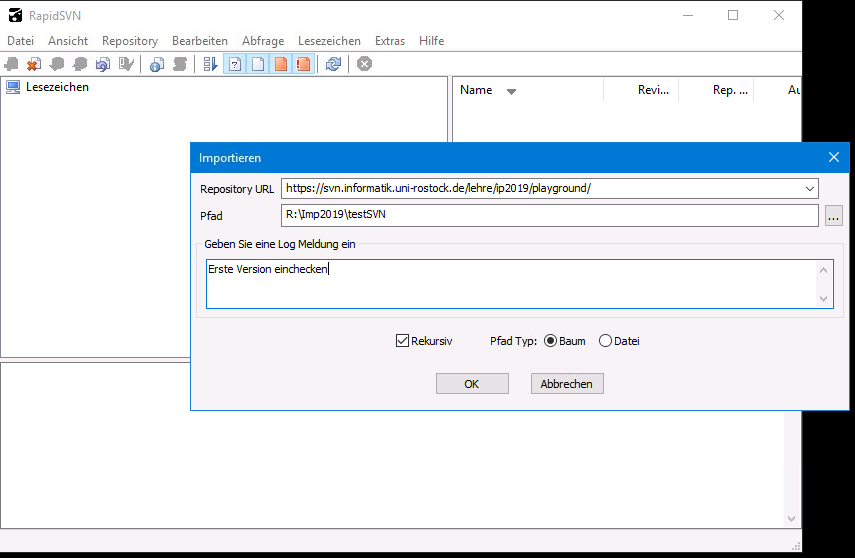 RapidSVN
Datei Ansicht Repository Bearbeiten Abfrage Lesezeichen Extras Hilfe
Lesezeichen
Name Revi... Rep. ... Au
Importieren
Repository URL https://svn.informatik.uni-rostock.de/lehre/ip2019/playground/
Pfad R:\Imp2019\testSVN ...
Geben Sie eine Log Meldung ein
Erste Version einchecken
Rekursiv Pfad Typ: Baum Datei
OK Abbrechen